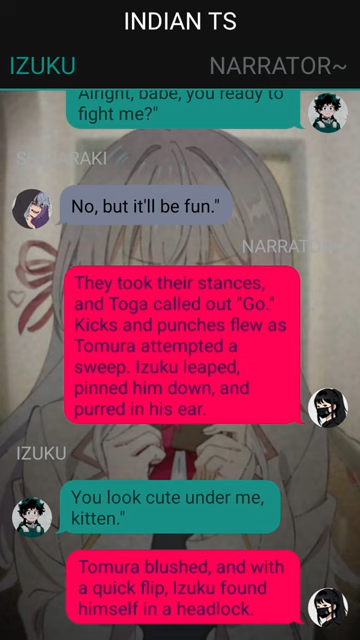 INDIAN TS
IZUKU NARRATOR~
Alright, babe, you ready to
fight me?"
No, but it'll be fun."
They took their stances,
and Toga called out "Go."
Kicks and punches flew as
Tomura attempted a
sweep. Izuku leaped,
pinned him down, and
purred in his ear.
IZUKU
You look cute under me,
kitten."
Tomura blushed, and with
a quick flip, Izuku found
himself in a headlock.